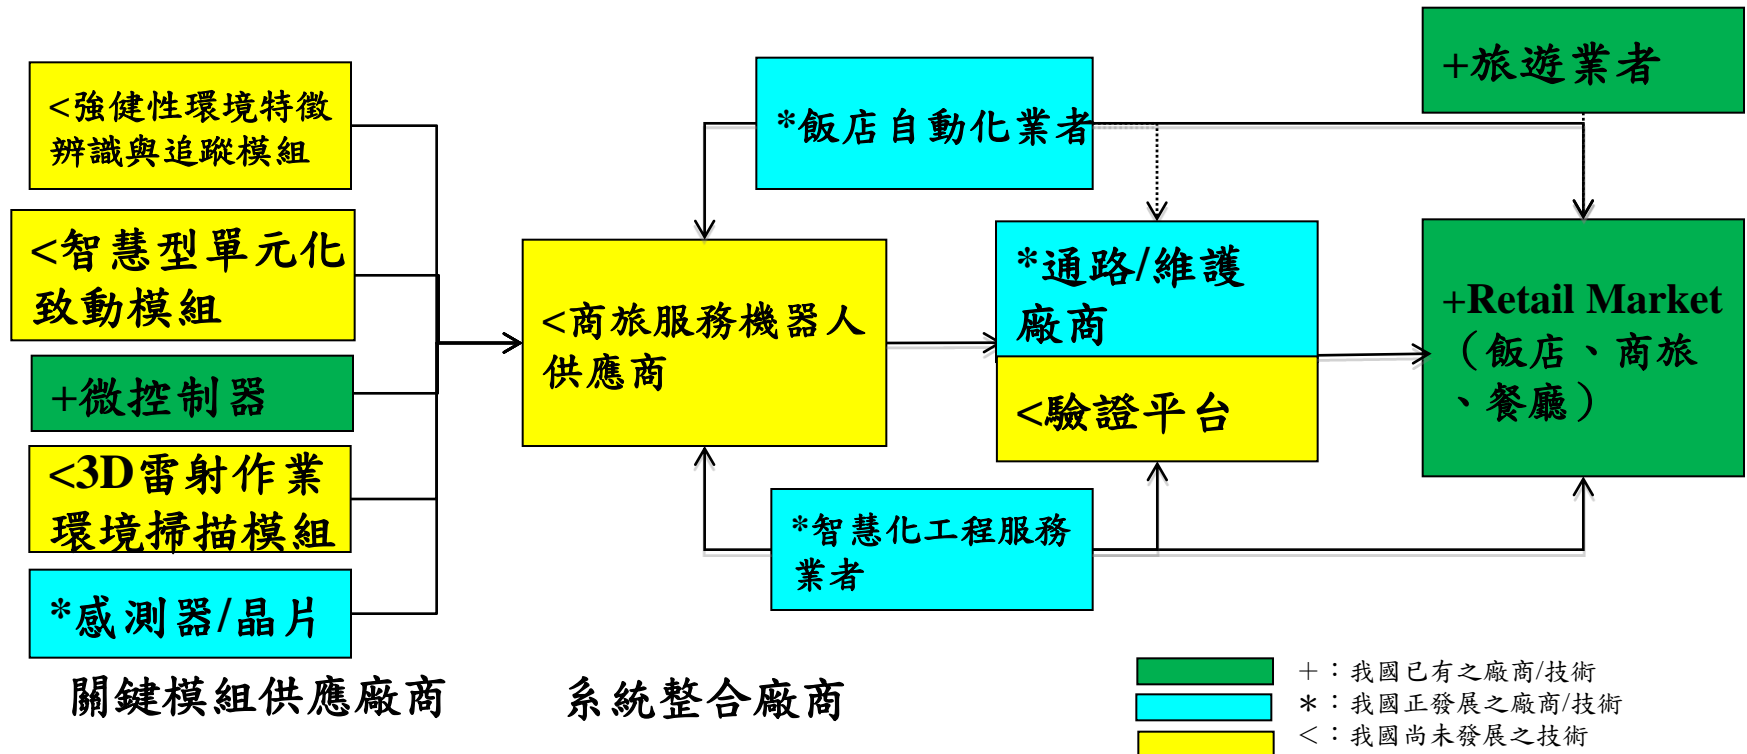 <強健性環境特徵
辨識與追蹤模組
<智慧型單元化
致動模組
+微控制器
<3D雷射作業
環境掃描模組
*感測器/晶片
關鍵模組供應廠商
<商旅服務機器人
供應商
系統整合廠商
*飯店自動化業者
*通路/維護
廠商
<驗證平台
*智慧化工程服務
業者
+旅遊業者
+Retail Market
（飯店、商旅
、餐廳）
＋：我國已有之廠商/技術
＊：我國正發展之廠商/技術
＜：我國尚未發展之技術